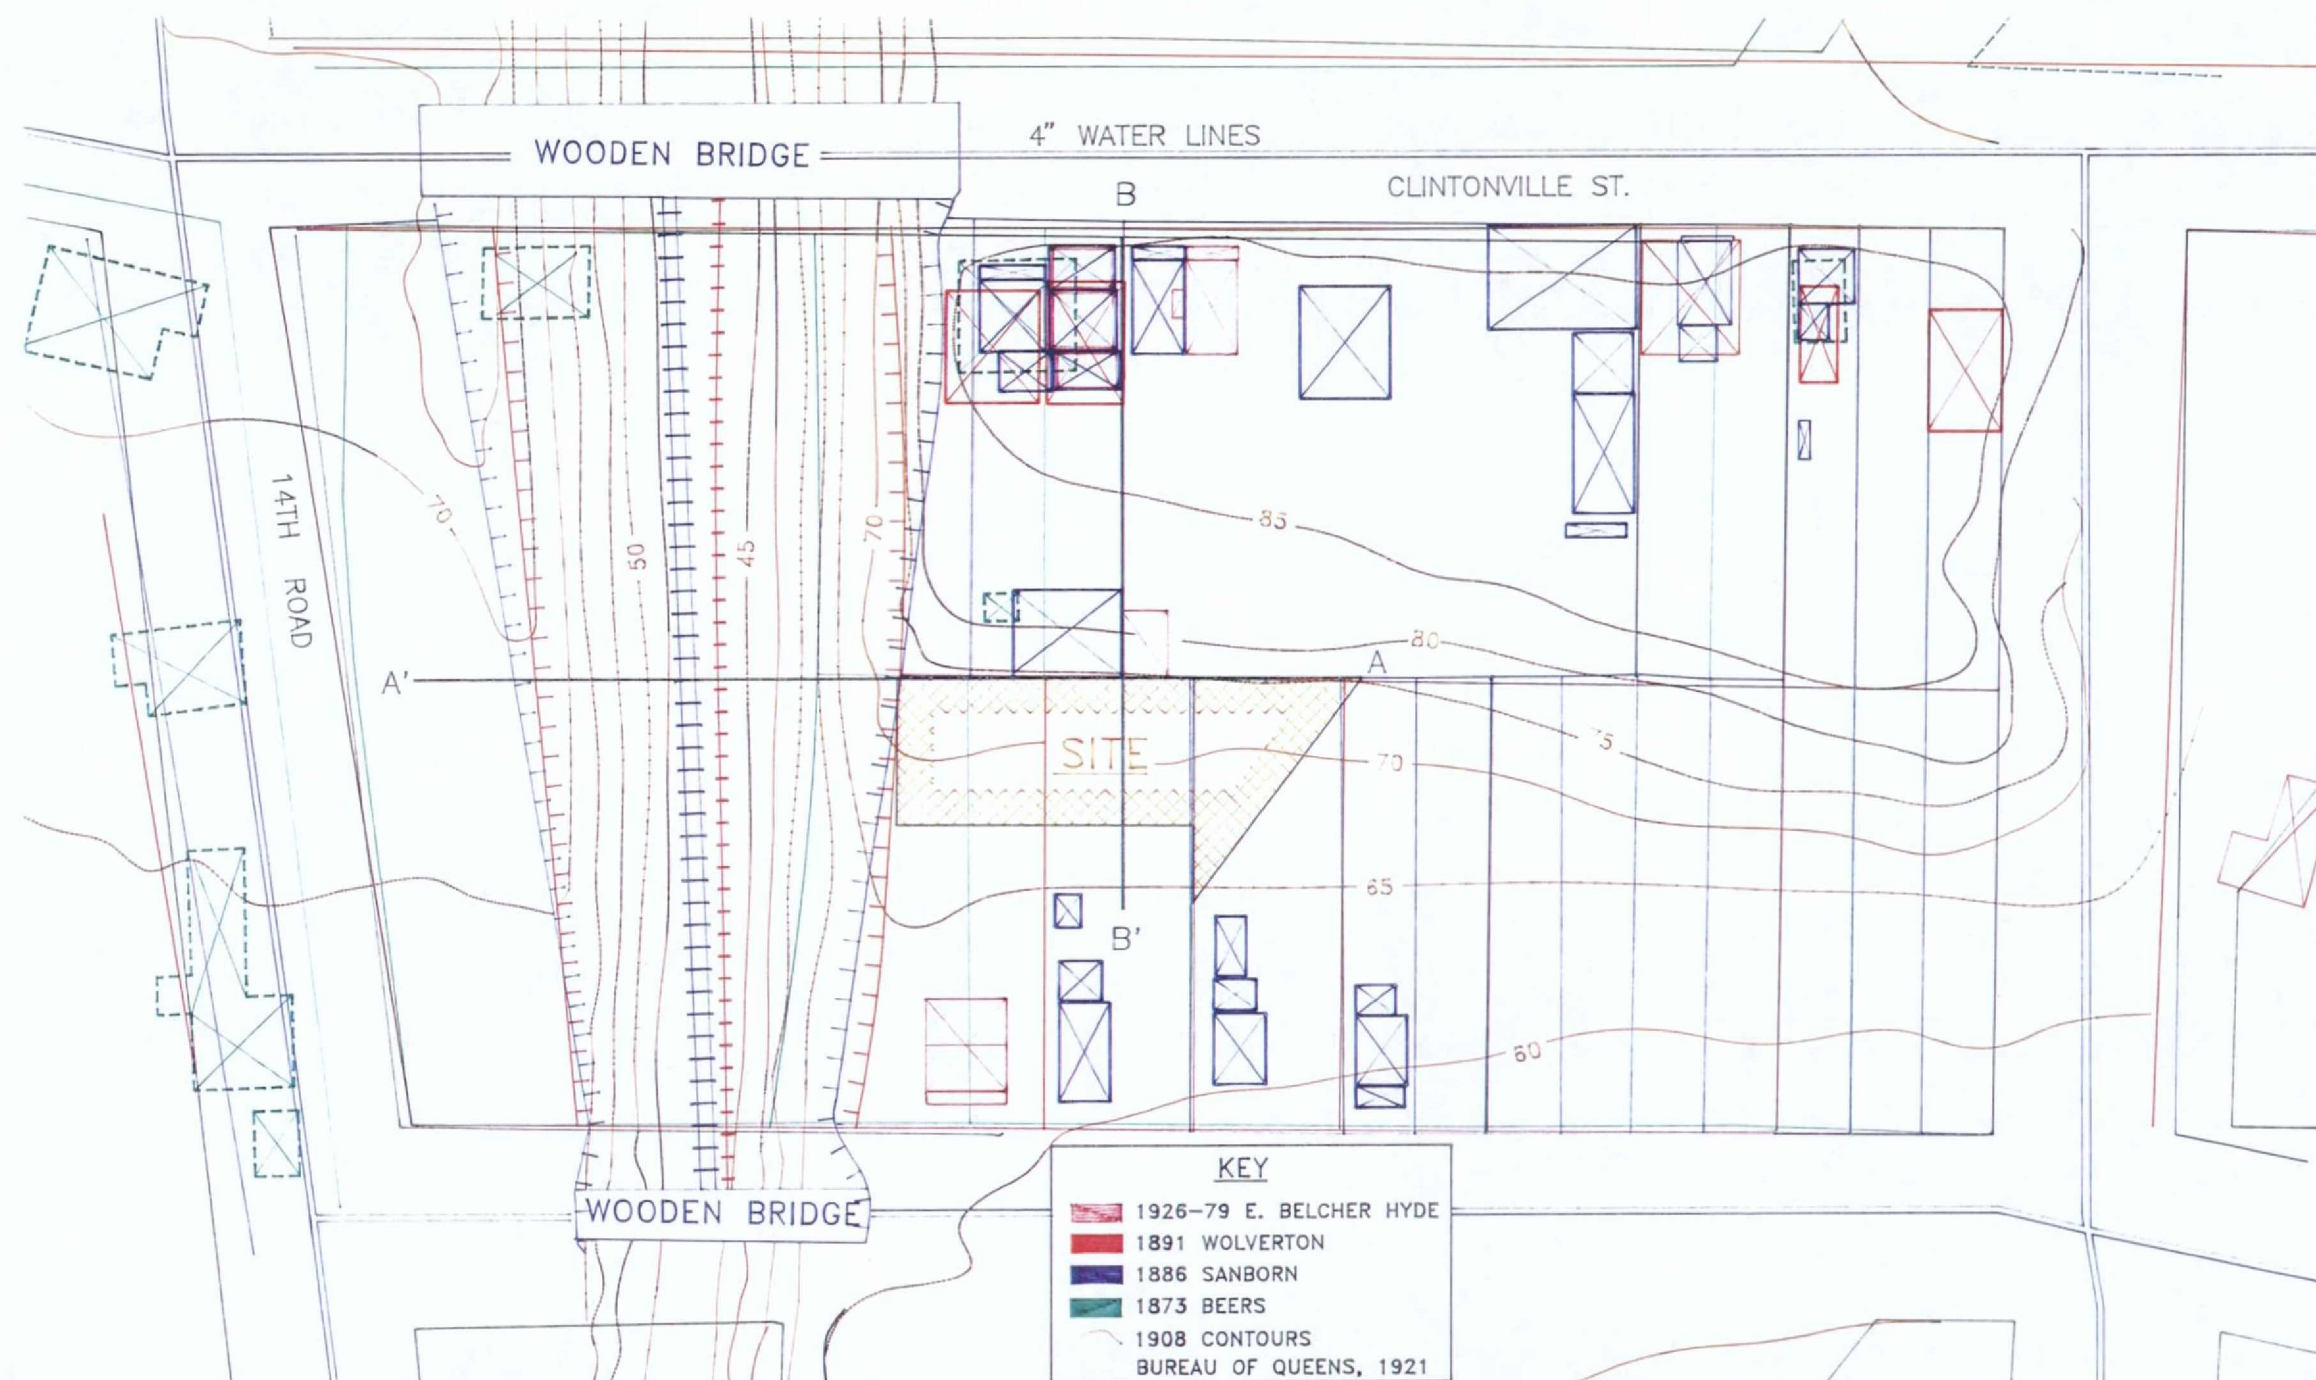 WOODEN BRIDGE
4" WATER LINES
CLINTONVILLE ST.
B
14TH ROAD
70
50
45
70
85
80
A'
A
SITE
75
70
65
B'
60
WOODEN BRIDGE
KEY
1926-79 E. BELCHER HYDE
1891 WOLVERTON
1886 SANBORN
1873 BEERS
1908 CONTOURS
BUREAU OF QUEENS, 1921